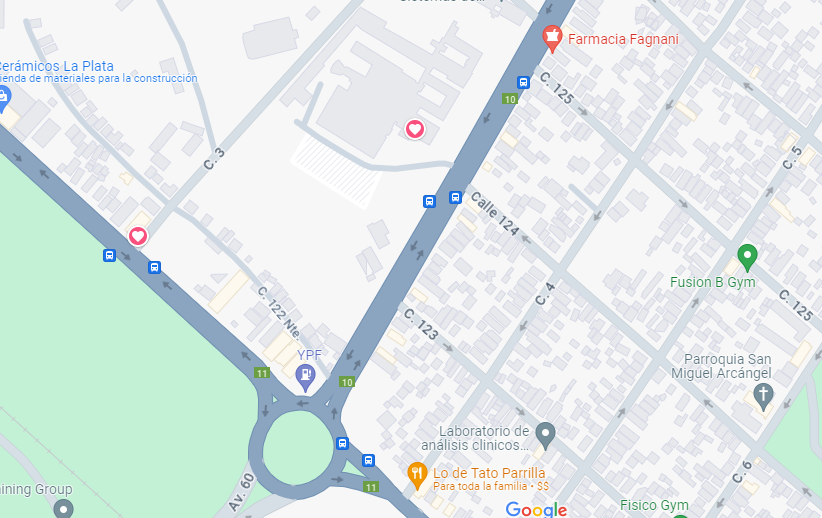 Farmacia Fagnani
Cerámicos La Plata
ienda de materiales para la construcción
C. 125
10
C. 3
C. 5
Calle 124
Fusion B Gym
C. 4
C. 125
C. 122 Nte.
C. 123
YPF
Parroquia San
Miguel Arcángel
11
10
Laboratorio de
análisis clinicos...
Lo de Tato Parrilla
Para toda la familia • $$
C. 6
Av. 60
11
ining Group
Fisico Gym
Google